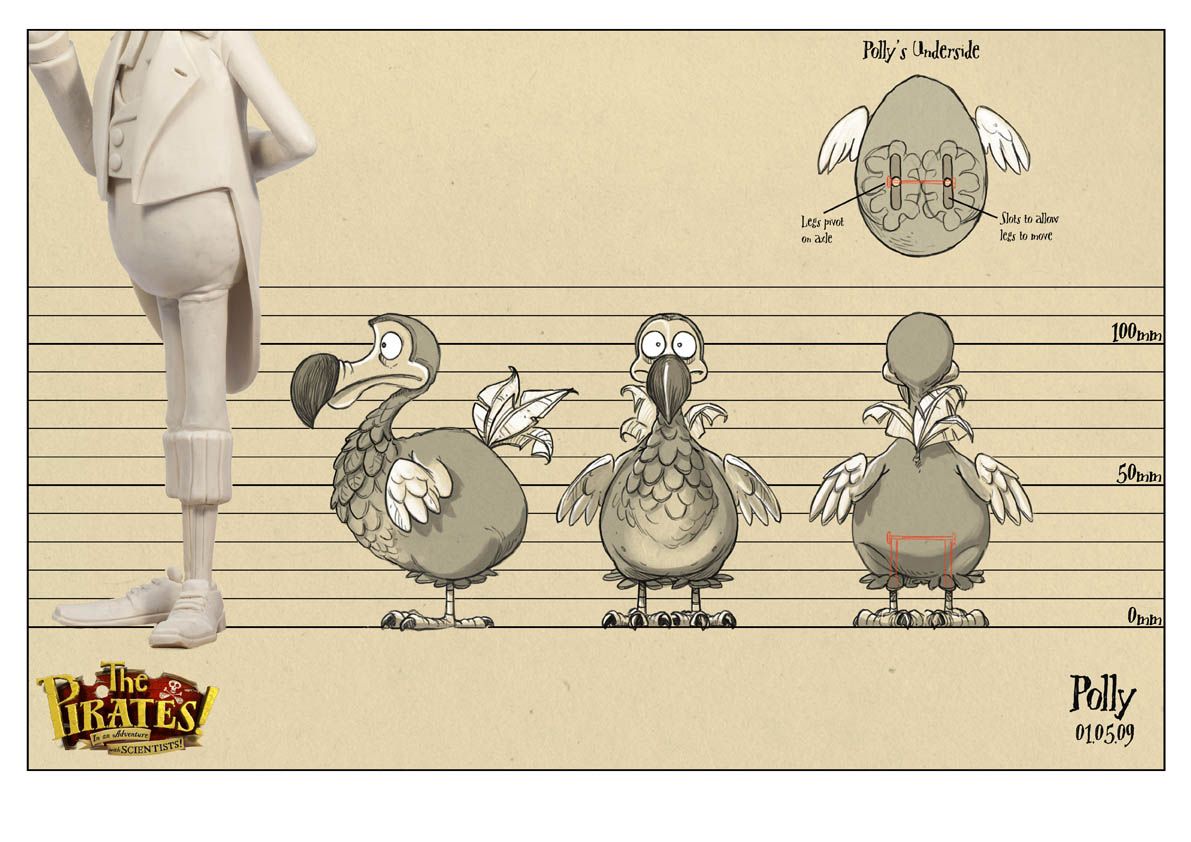 Polly's Underside
Legs pivot
on axle
Slots to allow
legs to move
100mm
50mm
0mm
The
PIRATES!
In an Adventure
with SCIENTISTS!
Polly
01.05.09